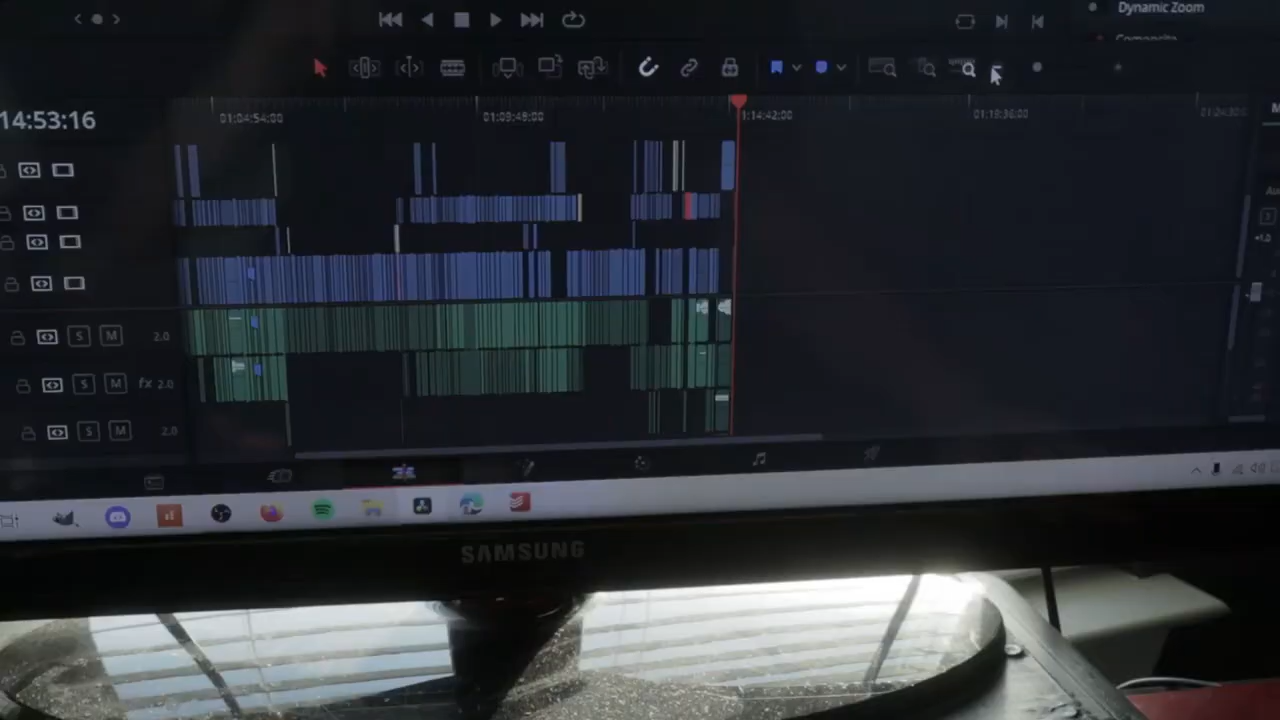 Dynamic Zoom
14:53:16
01:04:54:00
01:09:48:00
1:14:42:00
01:19:36:00
S M 2.0
S M fx 2.0
S M 2.0
SAMSUNG